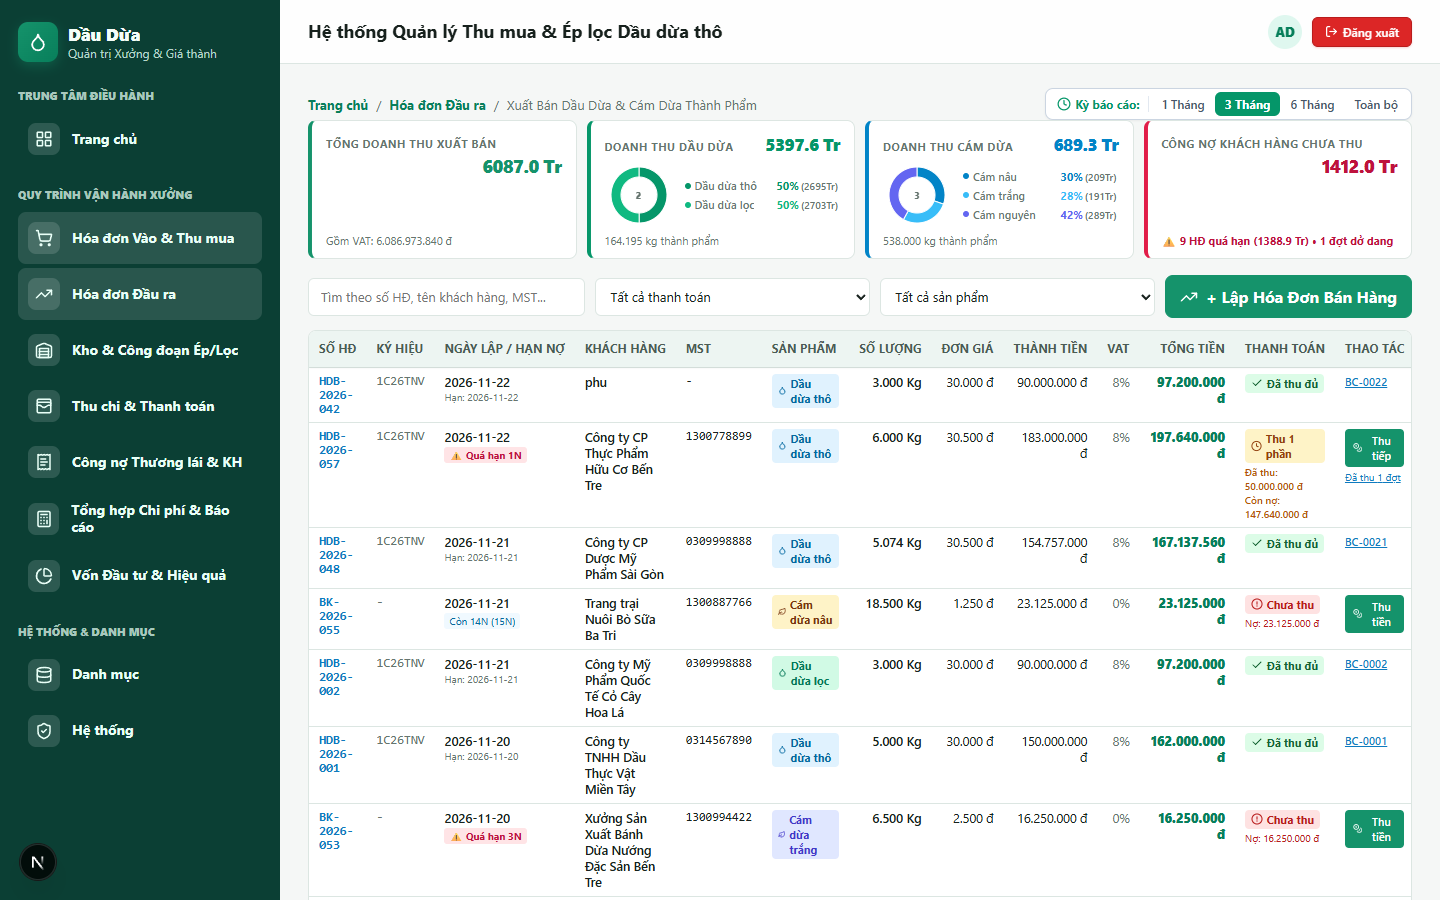 Dầu Dừa
Quản trị Xưởng & Giá thành
TRUNG TÂM ĐIỀU HÀNH
Trang chủ
QUY TRÌNH VẬN HÀNH XƯỞNG
Hóa đơn Vào & Thu mua
Hóa đơn Đầu ra
Kho & Công đoạn Ép/Lọc
Thu chi & Thanh toán
Công nợ Thương lái & KH
Tổng hợp Chi phí & Báo
cáo
Vốn Đầu tư & Hiệu quả
HỆ THỐNG & DANH MỤC
Danh mục
Hệ thống
N
Hệ thống Quản lý Thu mua & Ép lọc Dầu dừa thô
AD
Đăng xuất
Trang chủ / Hóa đơn Đầu ra / Xuất Bán Dầu Dừa & Cám Dừa Thành Phẩm
Kỳ báo cáo: 1 Tháng 3 Tháng 6 Tháng Toàn bộ
TỔNG DOANH THU XUẤT BÁN
6087.0 Tr
Gồm VAT: 6.086.973.840 đ
DOANH THU DẦU DỪA 5397.6 Tr
2
Dầu dừa thô 50% (2695Tr)
Dầu dừa lọc 50% (2703Tr)
164.195 kg thành phẩm
DOANH THU CÁM DỪA 689.3 Tr
3
Cám nâu 30% (209Tr)
Cám trắng 28% (191Tr)
Cám nguyên 42% (289Tr)
538.000 kg thành phẩm
CÔNG NỢ KHÁCH HÀNG CHƯA THU
1412.0 Tr
9 HĐ quá hạn (1388.9 Tr) • 1 đợt dở dang
Tìm theo số HĐ, tên khách hàng, MST...
Tất cả thanh toán
Tất cả sản phẩm
+ Lập Hóa Đơn Bán Hàng
SỐ HĐ KÝ HIỆU NGÀY LẬP / HẠN NỢ KHÁCH HÀNG MST SẢN PHẨM SỐ LƯỢNG ĐƠN GIÁ THÀNH TIỀN VAT TỔNG TIỀN THANH TOÁN THAO TÁC
HDB- 1C26TNV 2026-11-22 phu - Dầu 3.000 Kg 30.000 đ 90.000.000 đ 8% 97.200.000 Đã thu đủ BC-0022
2026- Hạn: 2026-11-22 dừa thô đ
042
HDB- 1C26TNV 2026-11-22 Công ty CP 1300778899 Dầu 6.000 Kg 30.500 đ 183.000.000 8% 197.640.000 Thu 1 Thu
2026- Quá hạn 1N Thực Phẩm dừa thô đ đ phần tiếp
057 Hữu Cơ Bến Đã thu: Đã thu 1 đợt
Tre 50.000.000 đ
Còn nợ:
147.640.000 đ
HDB- 1C26TNV 2026-11-21 Công ty CP 0309998888 Dầu 5.074 Kg 30.500 đ 154.757.000 8% 167.137.560 Đã thu đủ BC-0021
2026- Hạn: 2026-11-21 Dược Mỹ dừa thô đ đ
048 Phẩm Sài Gòn
BK- - 2026-11-21 Trang trại 1300887766 Cám 18.500 Kg 1.250 đ 23.125.000 đ 0% 23.125.000 Chưa thu Thu
2026- Còn 14N (15N) Nuôi Bò Sữa dừa nâu đ Nợ: 23.125.000 đ tiền
055 Ba Tri
HDB- 1C26TNV 2026-11-21 Công ty Mỹ 0309998888 Dầu 3.000 Kg 30.000 đ 90.000.000 đ 8% 97.200.000 Đã thu đủ BC-0002
2026- Hạn: 2026-11-21 Phẩm Quốc dừa lọc đ
002 Tế Cỏ Cây
Hoa Lá
HDB- 1C26TNV 2026-11-20 Công ty 0314567890 Dầu 5.000 Kg 30.000 đ 150.000.000 8% 162.000.000 Đã thu đủ BC-0001
2026- Hạn: 2026-11-20 TNHH Dầu dừa thô đ đ
001 Thực Vật
Miền Tây
BK- - 2026-11-20 Xưởng Sản 1300994422 Cám 6.500 Kg 2.500 đ 16.250.000 đ 0% 16.250.000 Chưa thu Thu
2026- Quá hạn 3N Xuất Bánh dừa đ Nợ: 16.250.000 đ tiền
053 Dừa Nướng trắng
Đặc Sản Bến
Tre